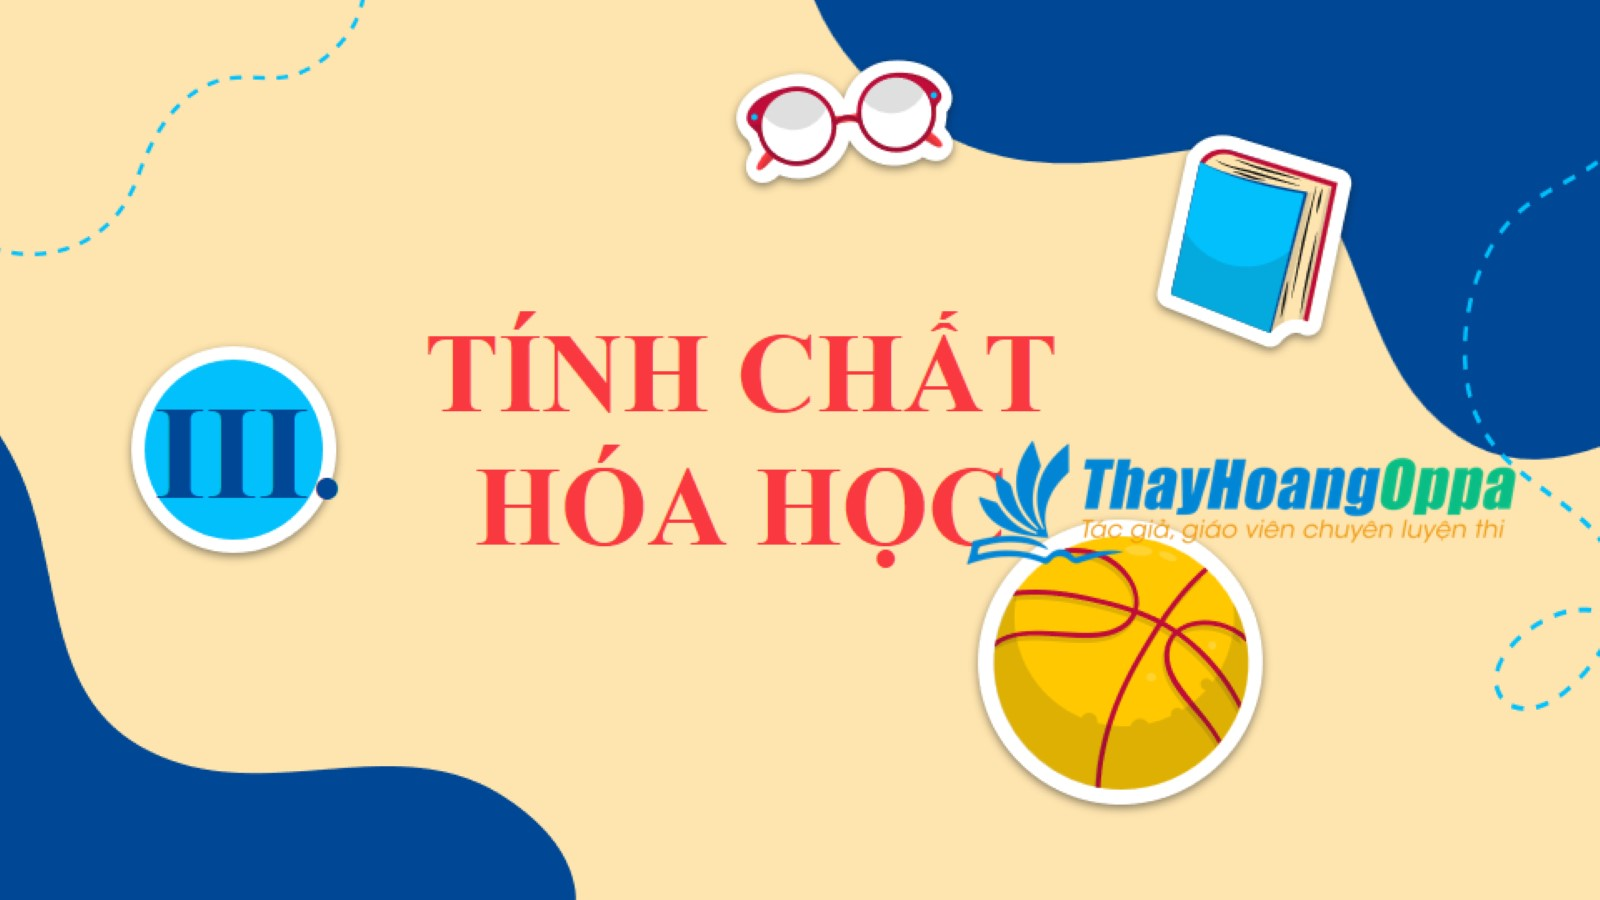 III.
TÍNH CHẤT
HÓA HỌC
ThayHoangOppa
Tác giả, giáo viên chuyên luyện thi